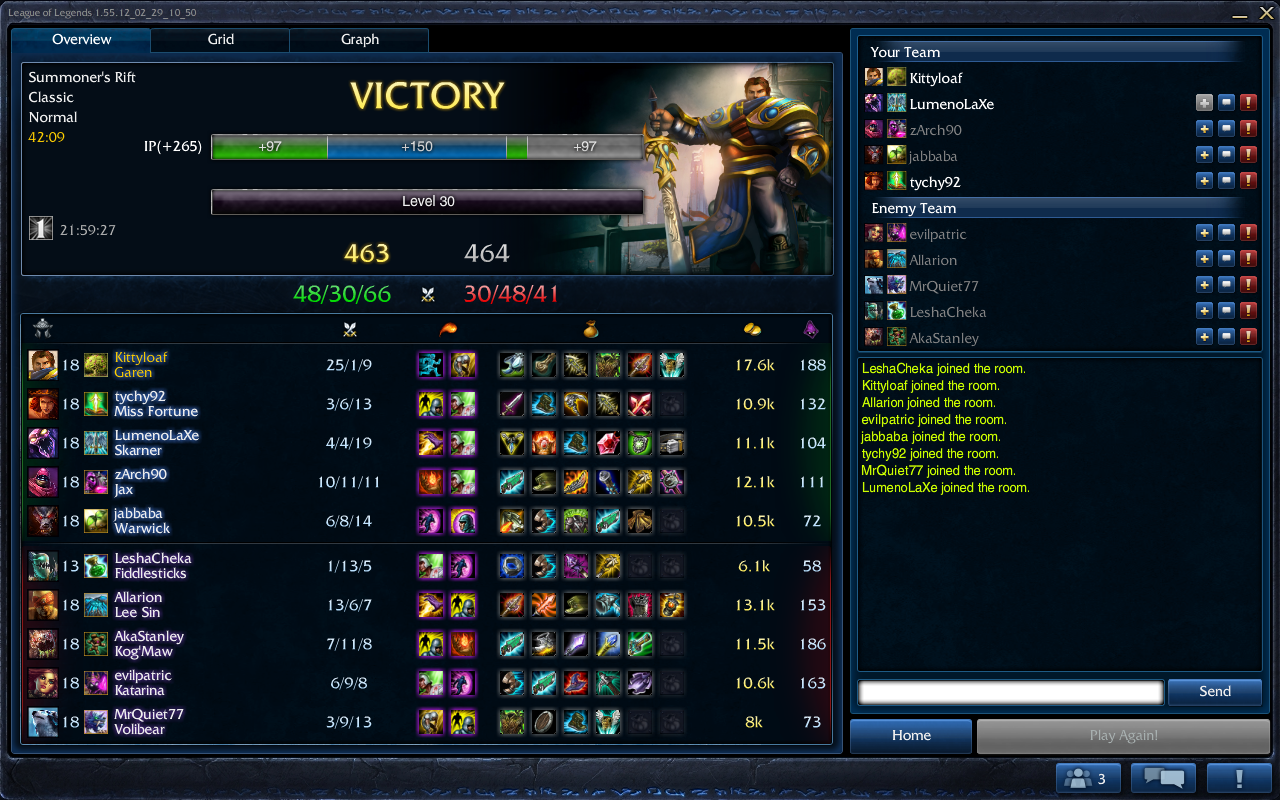 League of Legends 1.55.12_02_29_10_50
Overview
Grid
Graph
Summoner's Rift
Classic
Normal
42:09
VICTORY
IP(+265)
+97
+150
+97
Level 30
1
21:59:27
463
464
48/30/66
30/48/41
18
Kittyloaf
Garen
25/1/9
17.6k
188
18
tychy92
Miss Fortune
3/6/13
10.9k
132
18
LumenoLaXe
Skarner
4/4/19
11.1k
104
18
zArch90
Jax
10/11/11
12.1k
111
18
jabbaba
Warwick
6/8/14
10.5k
72
13
LeshaCheka
Fiddlesticks
1/13/5
6.1k
58
18
Allarion
Lee Sin
13/6/7
13.1k
153
18
AkaStanley
Kog'Maw
7/11/8
11.5k
186
18
evilpatric
Katarina
6/9/8
10.6k
163
18
MrQuiet77
Volibear
3/9/13
8k
73
Your Team
Kittyloaf
LumenoLaXe
zArch90
jabbaba
tychy92
Enemy Team
evilpatric
Allarion
MrQuiet77
LeshaCheka
AkaStanley
LeshaCheka joined the room.
Kittyloaf joined the room.
Allarion joined the room.
evilpatric joined the room.
jabbaba joined the room.
tychy92 joined the room.
MrQuiet77 joined the room.
LumenoLaXe joined the room.
Send
Home
Play Again!
3